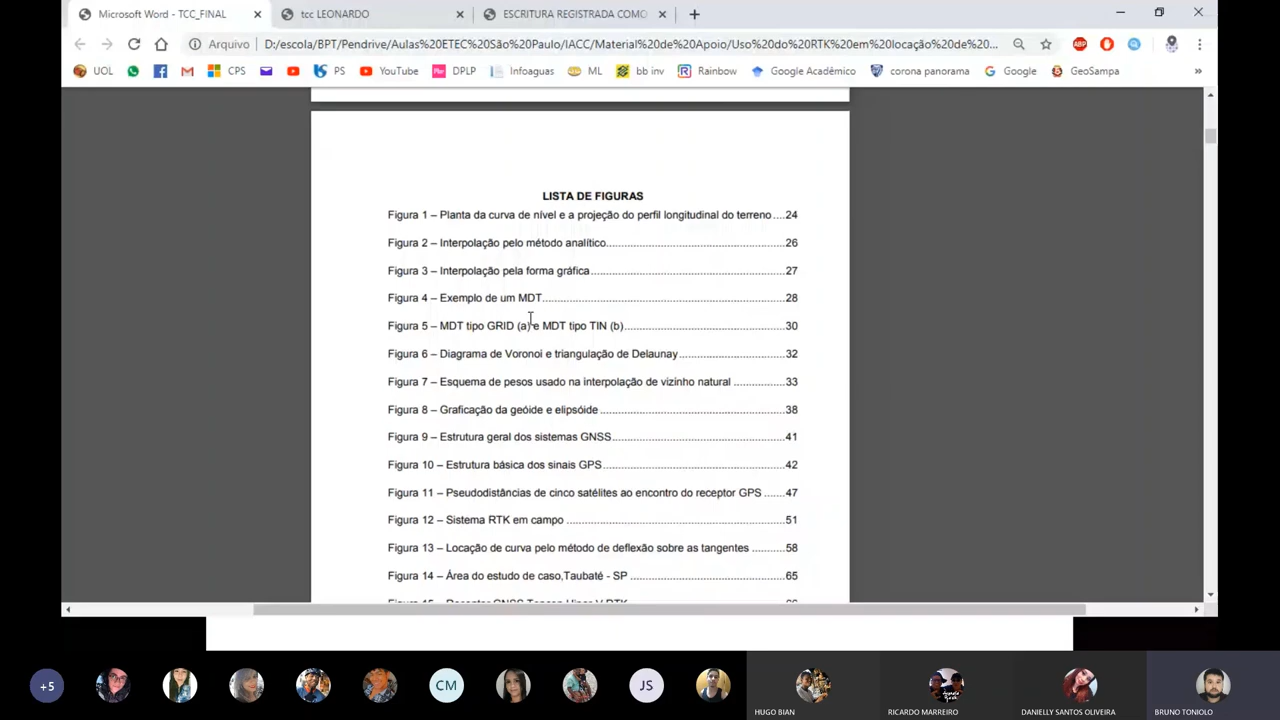 Microsoft Word - TCC_FINAL
tcc LEONARDO
ESCRITURA REGISTRADA COMO
Arquivo
D:/escola/BPT/Pendrive/Aulas%20ETEC%20São%20Paulo/IACC/Material%20de%20Apoio/Uso%20do%20RTK%20em%20locação%20de%20...
UOL
CPS
PS
YouTube
DPLP
Infoaguas
ML
bb inv
Rainbow
Google Acadêmico
corona panorama
Google
GeoSampa
»
LISTA DE FIGURAS
Figura 1 – Planta da curva de nível e a projeção do perfil longitudinal do terreno ....24
Figura 2 – Interpolação pelo método analítico.......................................................26
Figura 3 – Interpolação pela forma gráfica............................................................27
Figura 4 – Exemplo de um MDT...........................................................................28
Figura 5 – MDT tipo GRID (a) e MDT tipo TIN (b)..................................................30
Figura 6 – Diagrama de Voronoi e triangulação de Delaunay.................................32
Figura 7 – Esquema de pesos usado na interpolação de vizinho natural ................33
Figura 8 – Graficação da geóide e elipsóide .........................................................38
Figura 9 – Estrutura geral dos sistemas GNSS......................................................41
Figura 10 – Estrutura básica dos sinais GPS.........................................................42
Figura 11 – Pseudodistâncias de cinco satélites ao encontro do receptor GPS .......47
Figura 12 – Sistema RTK em campo ....................................................................51
Figura 13 – Locação de curva pelo método de deflexão sobre as tangentes ..........58
Figura 14 – Área do estudo de caso,Taubaté - SP ................................................65
+5
CM
JS
HUGO BIAN
RICARDO MARREIRO
DANIELLY SANTOS OLIVEIRA
BRUNO TONIOLO